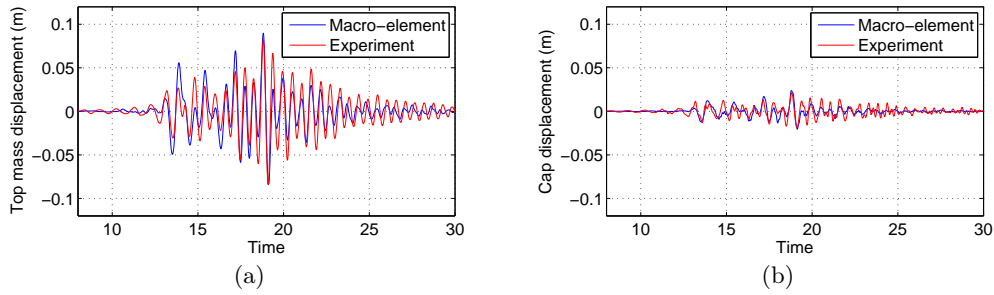 0.1
0.05
0
−0.05
−0.1
Top mass displacement (m)
Macro−element
Experiment
10 15 20 25 30
Time
(a)
0.1
0.05
0
−0.05
−0.1
Cap displacement (m)
Macro−element
Experiment
10 15 20 25 30
Time
(b)